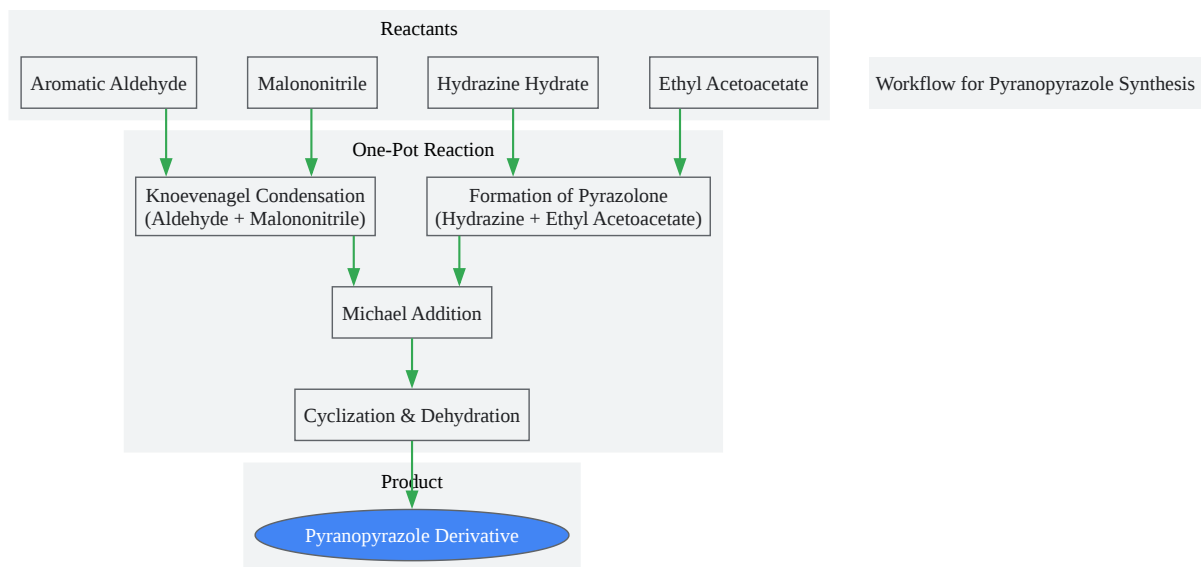 Reactants
Aromatic Aldehyde
Malononitrile
Hydrazine Hydrate
Ethyl Acetoacetate
Workflow for Pyranopyrazole Synthesis
One-Pot Reaction
Knoevenagel Condensation
(Aldehyde + Malononitrile)
Formation of Pyrazolone
(Hydrazine + Ethyl Acetoacetate)
Michael Addition
Cyclization & Dehydration
Product
Pyranopyrazole Derivative